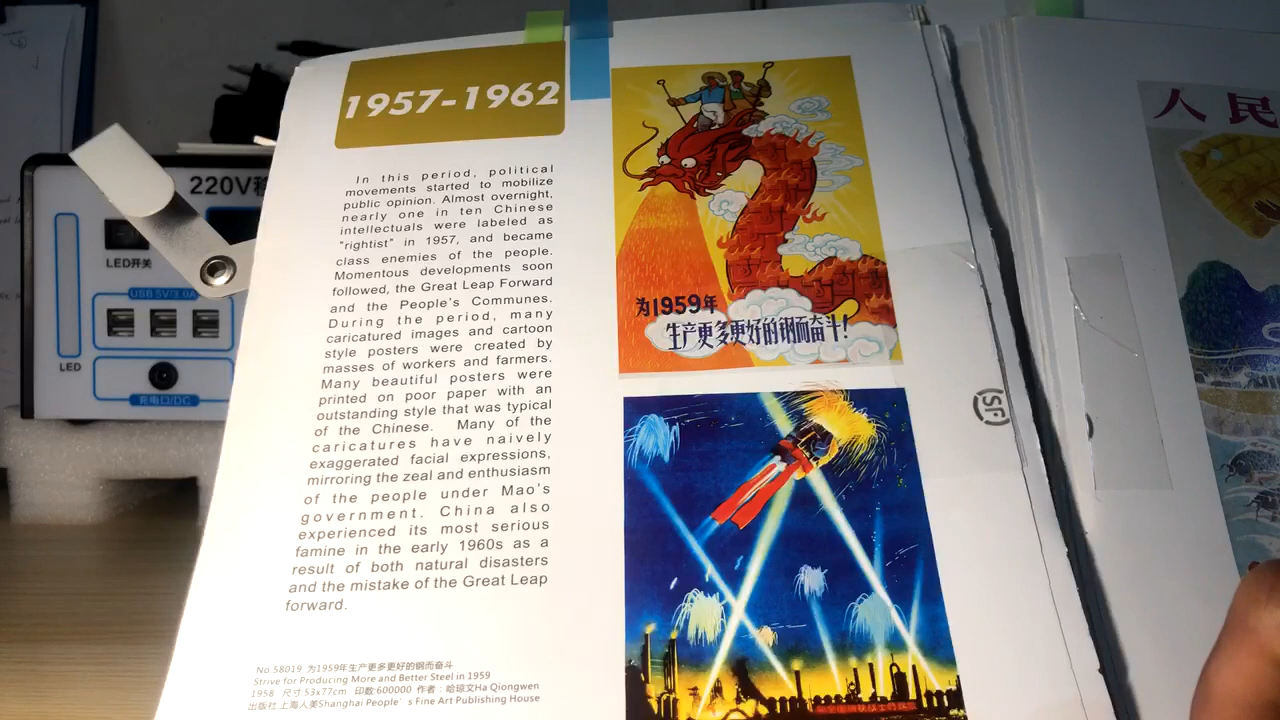 1957-1962
In this period, political
movements started to mobilize
public opinion. Almost overnight,
nearly one in ten Chinese
intellectuals were labeled as
"rightist" in 1957, and became
class enemies of the people.
Momentous developments soon
followed, the Great Leap Forward
and the People's Communes.
During the period, many
caricatured images and cartoon
style posters were created by
masses of workers and farmers.
Many beautiful posters were
printed on poor paper with an
outstanding style that was typical
of the Chinese. Many of the
caricatures have naively
exaggerated facial expressions,
mirroring the zeal and enthusiasm
of the people under Mao's
government. China also
experienced its most serious
famine in the early 1960s as a
result of both natural disasters
and the mistake of the Great Leap
forward.
No 58019 为1959年生产更多更好的钢而奋斗
Strive for Producing More and Better Steel in 1959
1958 尺寸 53x77cm 印数:600000 作者:哈琼文Ha Qiongwen
出版社 上海人美Shanghai People's Fine Art Publishing House
为1959年
生产更多更好的钢而奋斗!
SF
人民
220V
LED开关
USB 5V/3.0A
LED
充电口/DC